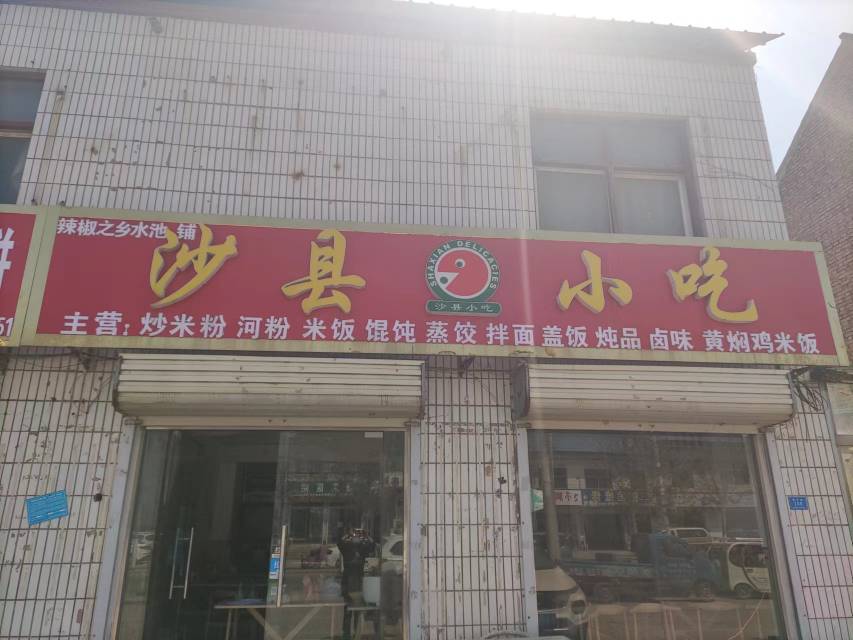 辣椒之乡水池 铺
沙县小吃
SHAXIAN DELICACIES
沙县小吃
主营：炒米粉 河粉 米饭 馄饨 蒸饺 拌面 盖饭 炖品 卤味 黄焖鸡米饭
饼
51